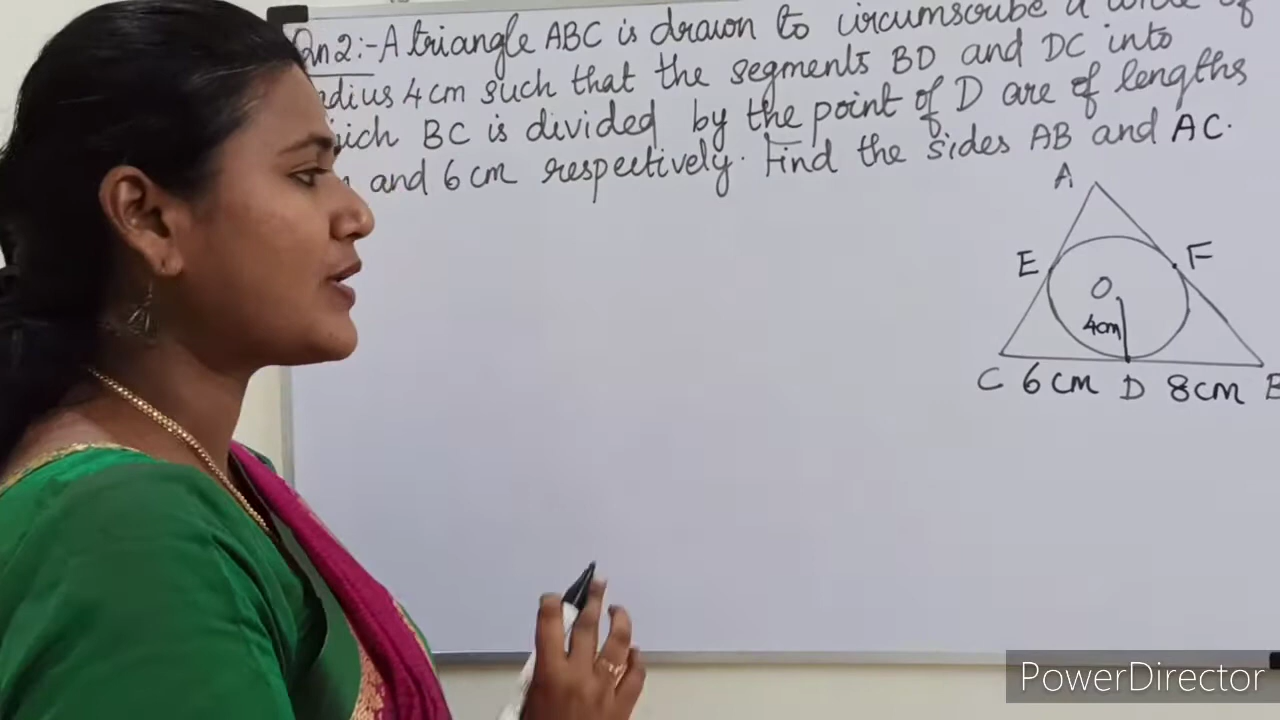 Qn 2:- A triangle ABC is drawn to circumscribe a circle of
radius 4cm such that the segments BD and DC into
which BC is divided by the point of D are of lengths
and 6cm respectively. Find the sides AB and AC.
A
E F
O
4cm
C 6cm D 8cm B
PowerDirector